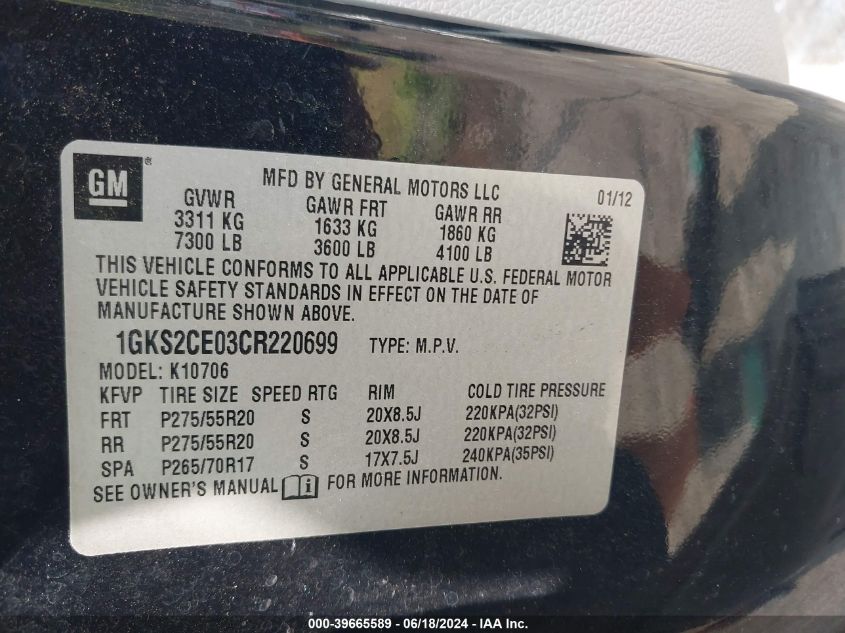 GM ®
MFD BY GENERAL MOTORS LLC 01/12
GVWR GAWR FRT GAWR RR
3311 KG 1633 KG 1860 KG
7300 LB 3600 LB 4100 LB
THIS VEHICLE CONFORMS TO ALL APPLICABLE U.S. FEDERAL MOTOR
VEHICLE SAFETY STANDARDS IN EFFECT ON THE DATE OF
MANUFACTURE SHOWN ABOVE.
1GKS2CE03CR220699 TYPE: M.P.V.
MODEL: K10706
KFVP TIRE SIZE SPEED RTG RIM COLD TIRE PRESSURE
FRT P275/55R20 S 20X8.5J 220KPA(32PSI)
RR P275/55R20 S 20X8.5J 220KPA(32PSI)
SPA P265/70R17 S 17X7.5J 240KPA(35PSI)
SEE OWNER'S MANUAL i FOR MORE INFORMATION.
000-39665589 - 06/18/2024 - IAA Inc.